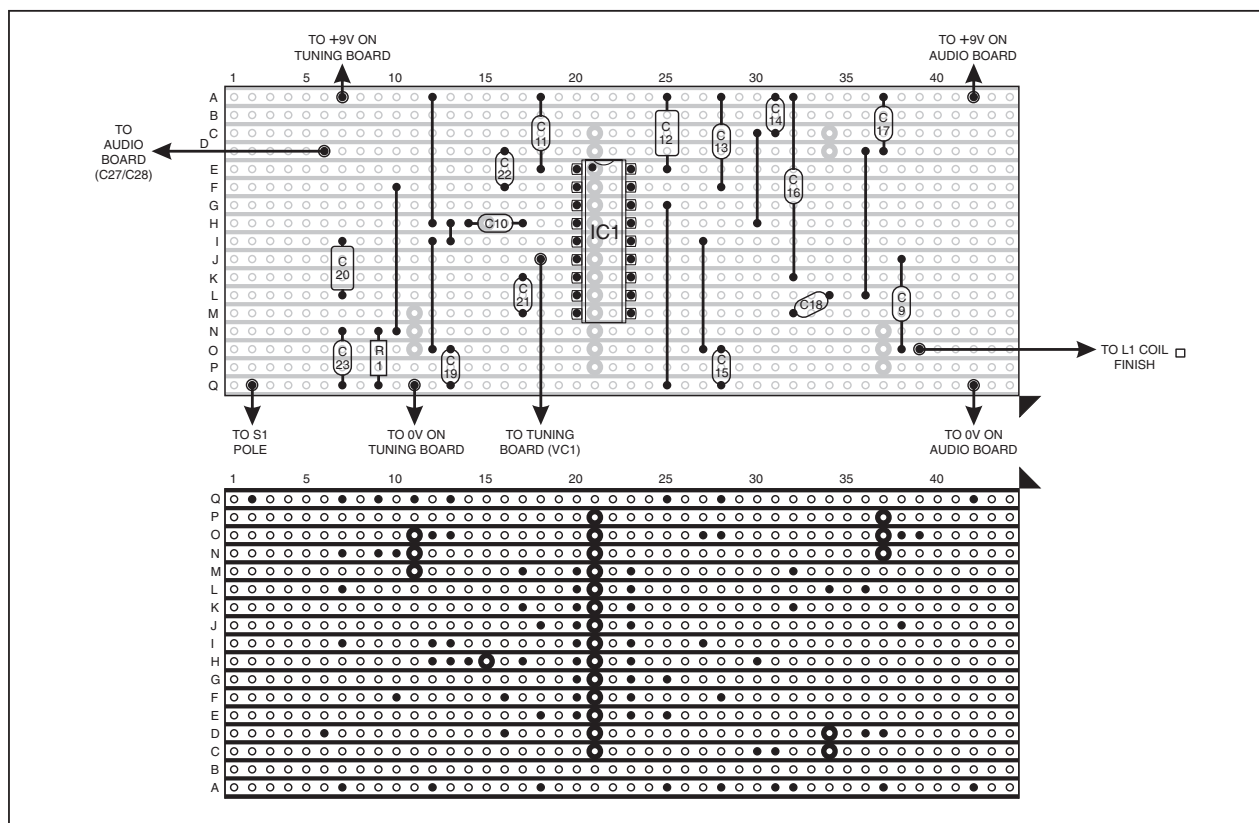 TO +9V ON
TUNING BOARD
TO +9V ON
AUDIO BOARD
1 5 10 15 20 25 30 35 40
TO
AUDIO
BOARD
(C27/C28)
A
B
C
D
E
F
G
H
I
J
K
L
M
N
O
P
Q
C
11
C
22
C10
C
20
C
21
C
23
R
1
C
19
IC1
C
12
C
13
C
14
C
16
C
17
C18
C
9
C
15
TO L1 COIL
FINISH
TO S1
POLE
TO 0V ON
TUNING BOARD
TO TUNING
BOARD (VC1)
TO 0V ON
AUDIO BOARD
1 5 10 15 20 25 30 35 40
Q
P
O
N
M
L
K
J
I
H
G
F
E
D
C
B
A